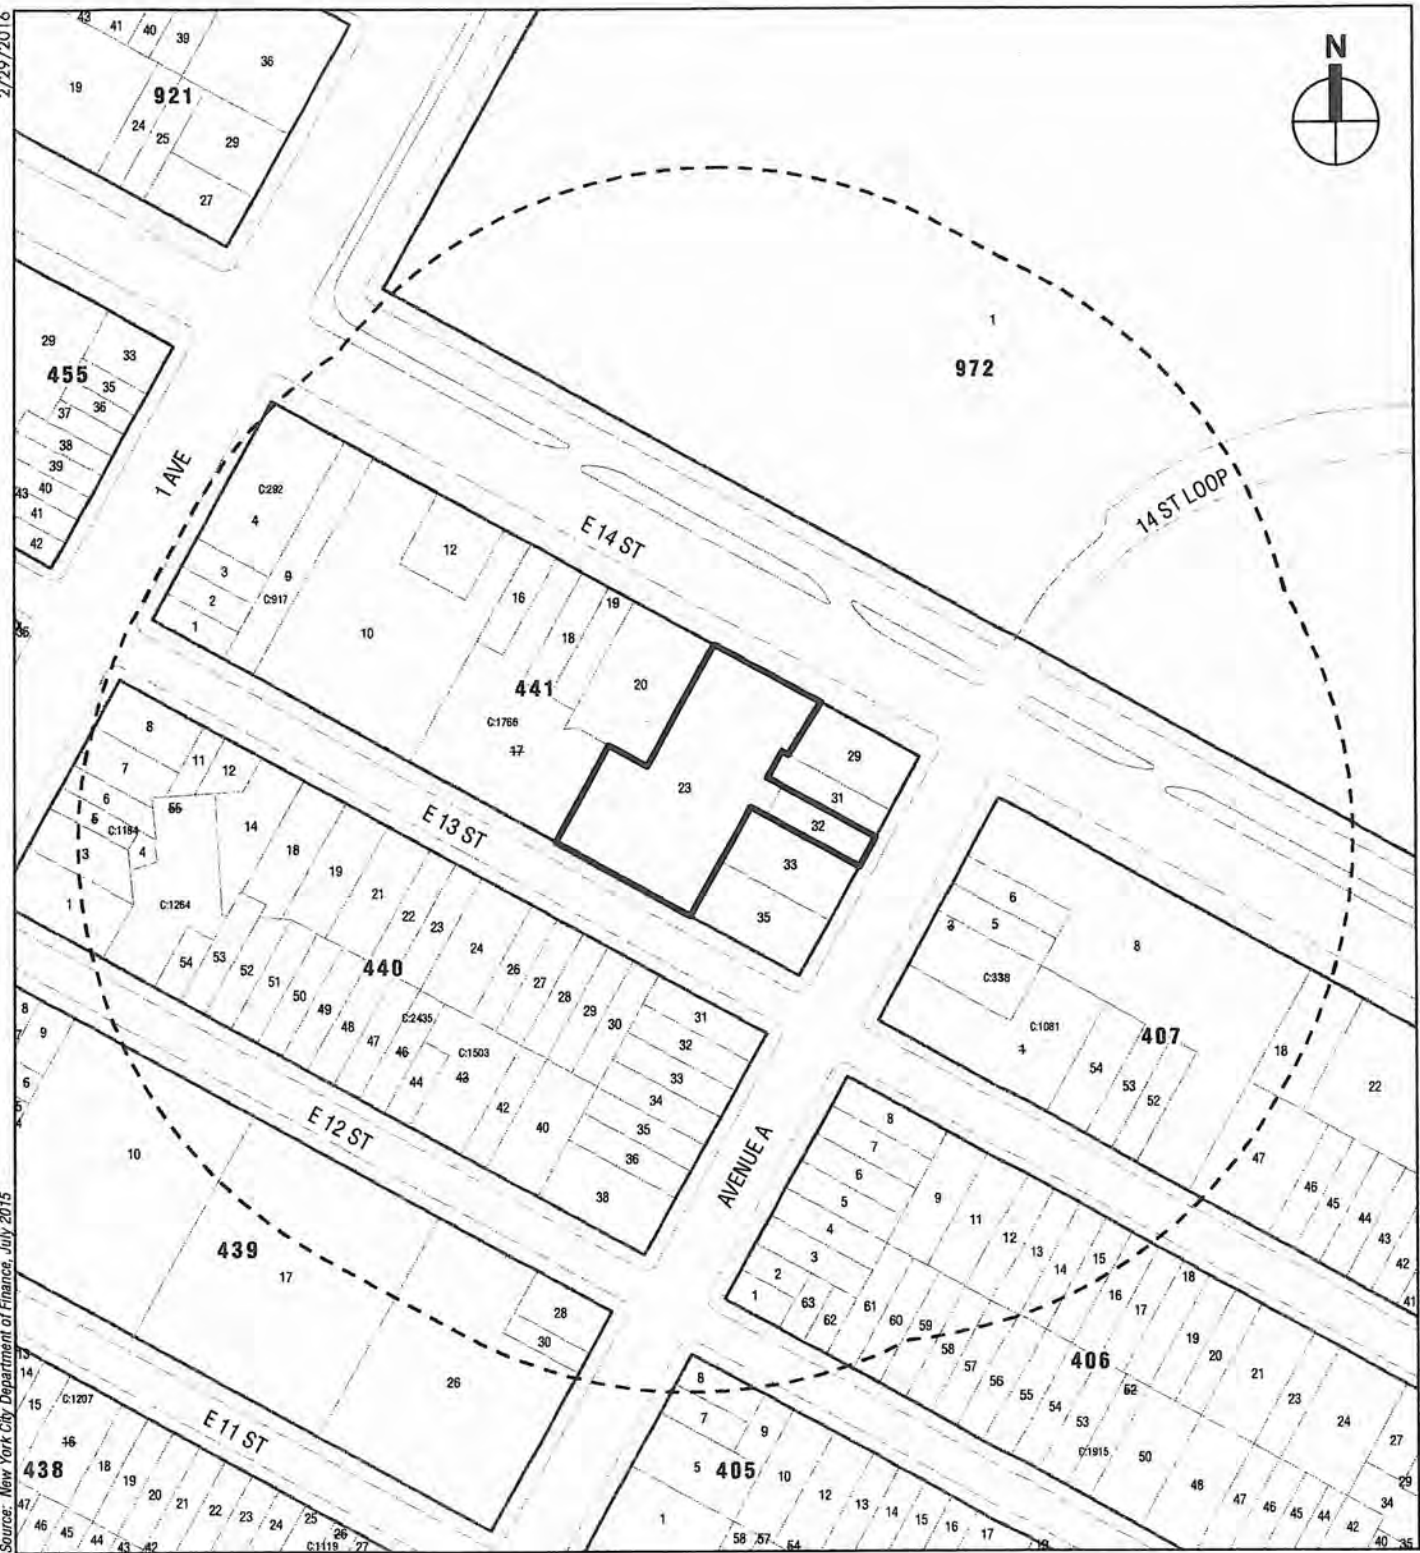 2/29/2016
Source: New York City Department of Finance, July 2015
N
43 41 40 39 36
19 921 24 25 29 27
972 1
14 ST LOOP
29 33 455 35 36 37 38 39 43 40 41 42
1 AVE
E 14 ST
C:292
4
3 9
2 C:917
1
10
12
16
18 19
20
441
C:1766
17
23
29
31
32
33
35
E 13 ST
8
7 11 12
6 55
5 C:1184
3 4
1 C:1264
14 18 19 21 22 23 24 26 27 28 29 30
31
32
33
34
35
36
38
54 53 52 51 50 49 48 47 46 44 43 42 40
440
C:2435
C:1503
6
3 5
8
C:338
C:1081
1
407
54 53 52
18
22
47 46 45 44 43 42 41
E 12 ST
AVENUE A
8 9
7
6
5
4
10
439
17
28
30
26
8
7
6
5
4
3
2
1
63 62 61 60 59 58 57 56 55 54 53
9 11 12 13 14 15 16 17 18 19 20 21 23 24 27
406
52
C:1915
50 48 47 46 45 44 42 40 35
29
34
E 11 ST
13
14
15 C:1207
16
438
18 19 20 21 22 23 24 25 26 27
47 46 45 44 43 42
C:1119
8
7 9
5 405 10
12 13 14 15 16 17 19
1
58 57 54